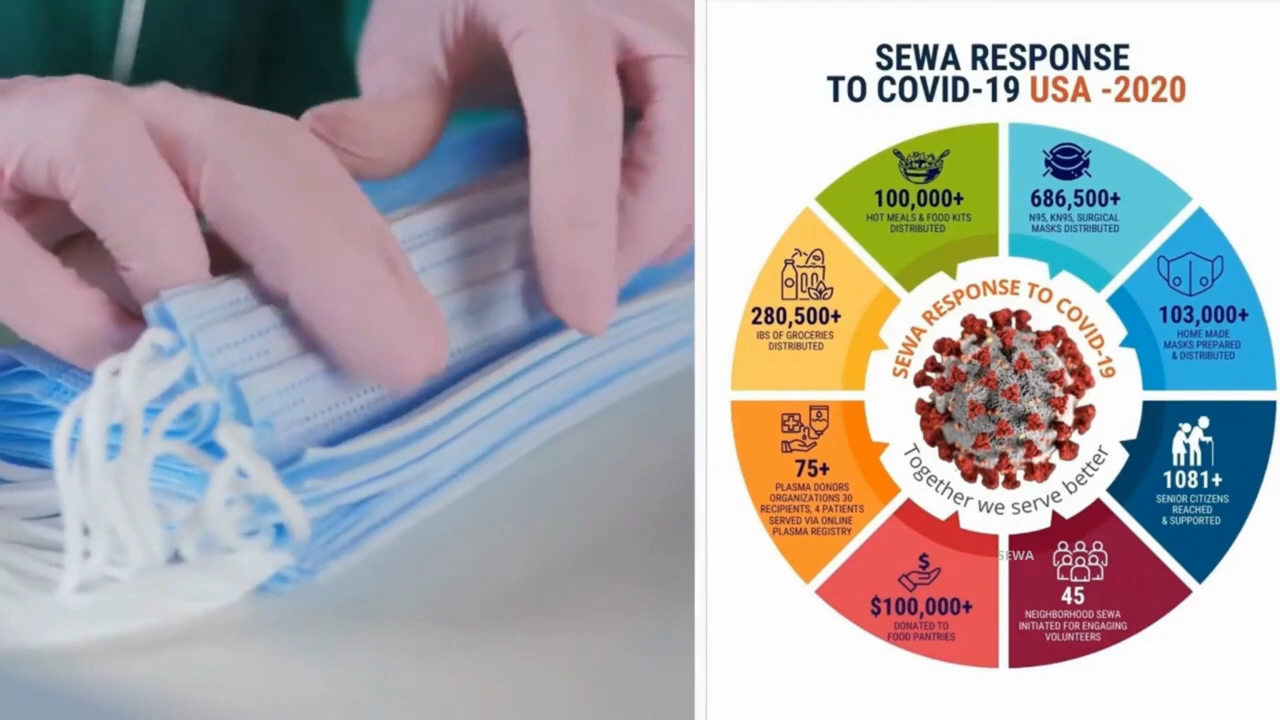 SEWA RESPONSE
TO COVID-19 USA -2020
100,000+
HOT MEALS & FOOD KITS
DISTRIBUTED
686,500+
N95, KN95, SURGICAL
MASKS DISTRIBUTED
280,500+
IBS OF GROCERIES
DISTRIBUTED
103,000+
HOME MADE
MASKS PREPARED
& DISTRIBUTED
SEWA RESPONSE TO COVID-19
Together we serve better
75+
PLASMA DONORS
ORGANIZATIONS 30
RECIPIENTS, 4 PATIENTS
SERVED VIA ONLINE
PLASMA REGISTRY
1081+
SENIOR CITIZENS
REACHED
& SUPPORTED
$
$100,000+
DONATED TO
FOOD PANTRIES
SEWA
45
NEIGHBORHOOD SEWA
INITIATED FOR ENGAGING
VOLUNTEERS